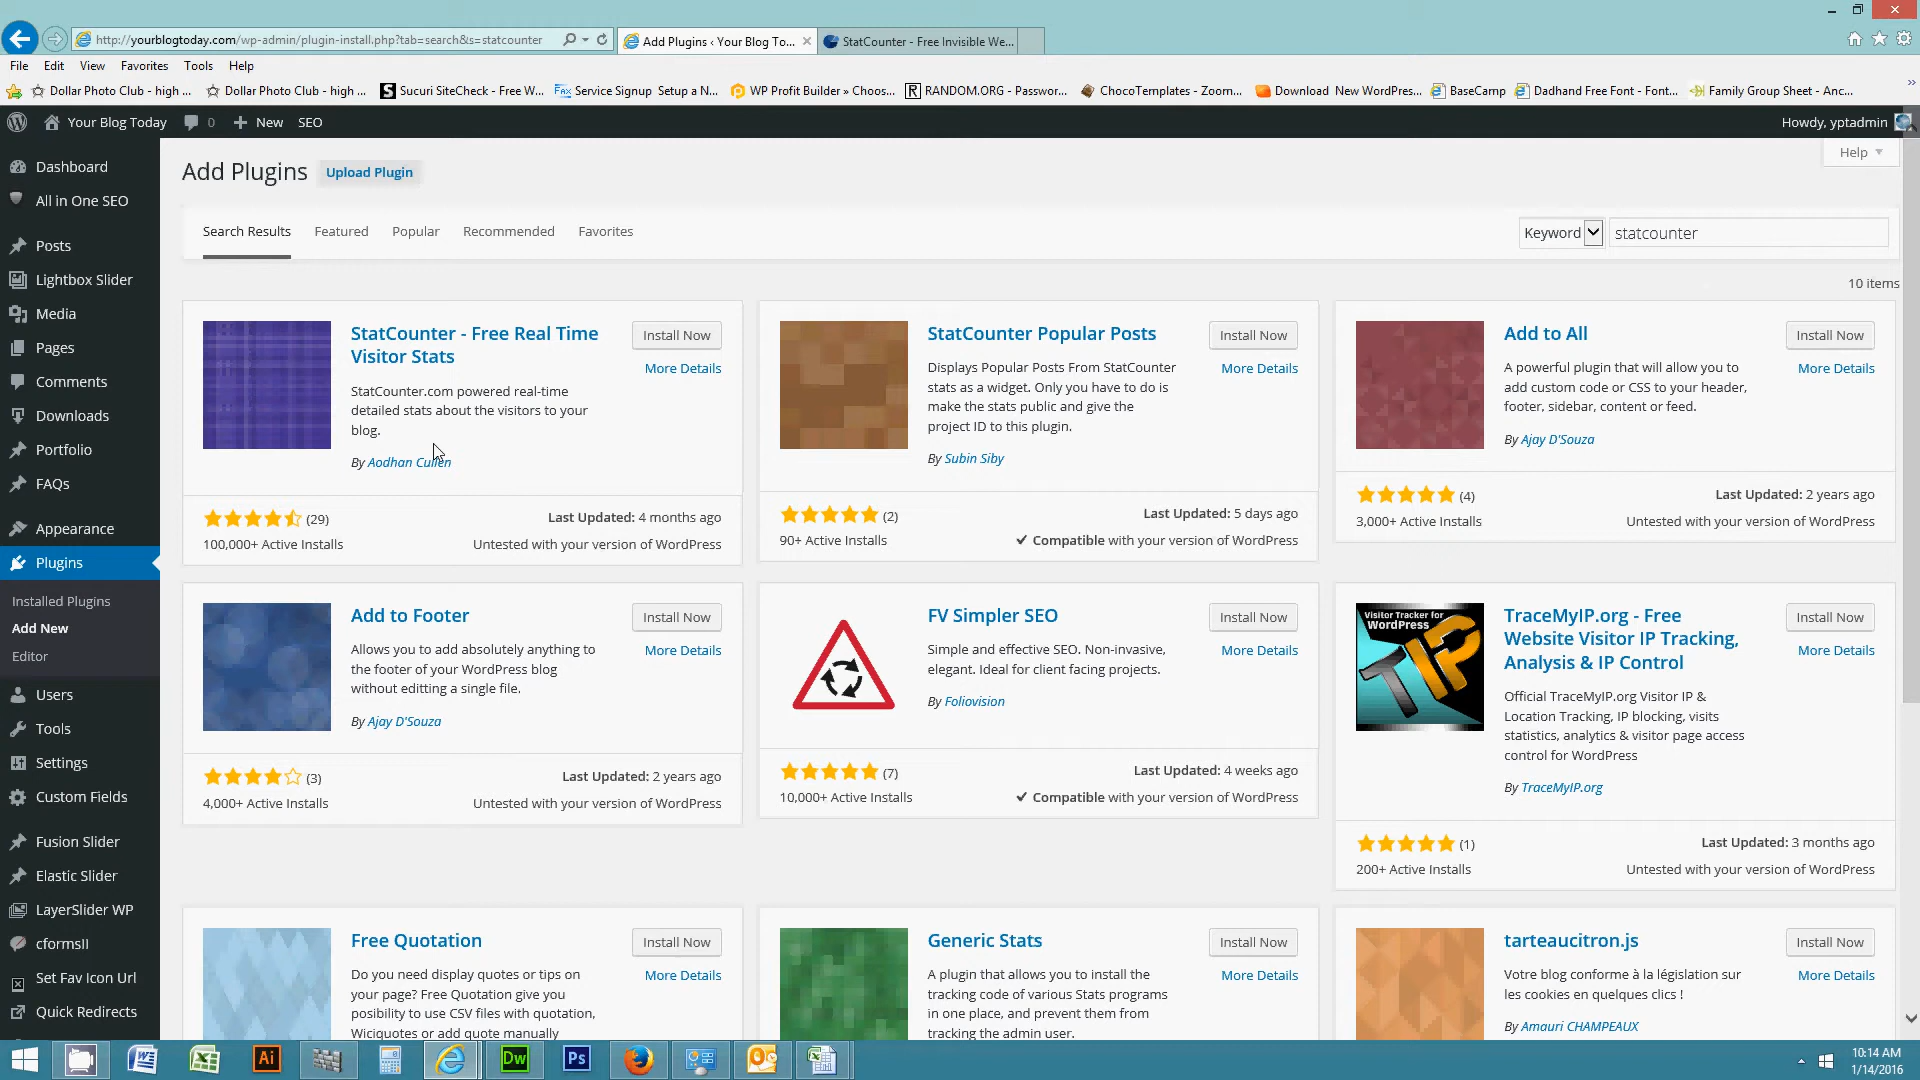 http://yourblogtoday.com/wp-admin/plugin-install.php?tab=search&s=statcounter
Add Plugins ‹ Your Blog To...
StatCounter - Free Invisible We...
File Edit View Favorites Tools Help
Dollar Photo Club - high ...
Dollar Photo Club - high ...
Sucuri SiteCheck - Free W...
Service Signup Setup a N...
WP Profit Builder » Choos...
RANDOM.ORG - Passwor...
ChocoTemplates - Zoom...
Download New WordPress...
BaseCamp
Dadhand Free Font - Font...
Family Group Sheet - Anc...
Your Blog Today
0
New
SEO
Howdy, yptadmin
Dashboard
All in One SEO
Posts
Lightbox Slider
Media
Pages
Comments
Downloads
Portfolio
FAQs
Appearance
Plugins
Installed Plugins
Add New
Editor
Users
Tools
Settings
Custom Fields
Fusion Slider
Elastic Slider
LayerSlider WP
cformsII
Set Fav Icon Url
Quick Redirects
Add Plugins
Upload Plugin
Help
Search Results
Featured
Popular
Recommended
Favorites
Keyword
statcounter
10 items
StatCounter - Free Real Time
Visitor Stats
Install Now
More Details
StatCounter.com powered real-time
detailed stats about the visitors to your
blog.
By Aodhan Cullen
(29)
Last Updated: 4 months ago
100,000+ Active Installs
Untested with your version of WordPress
StatCounter Popular Posts
Install Now
More Details
Displays Popular Posts From StatCounter
stats as a widget. Only you have to do is
make the stats public and give the
project ID to this plugin.
By Subin Siby
(2)
Last Updated: 5 days ago
90+ Active Installs
✓ Compatible with your version of WordPress
Add to All
Install Now
More Details
A powerful plugin that will allow you to
add custom code or CSS to your header,
footer, sidebar, content or feed.
By Ajay D'Souza
(4)
Last Updated: 2 years ago
3,000+ Active Installs
Untested with your version of WordPress
Add to Footer
Install Now
More Details
Allows you to add absolutely anything to
the footer of your WordPress blog
without editting a single file.
By Ajay D'Souza
(3)
Last Updated: 2 years ago
4,000+ Active Installs
Untested with your version of WordPress
FV Simpler SEO
Install Now
More Details
Simple and effective SEO. Non-invasive,
elegant. Ideal for client facing projects.
By Foliovision
(7)
Last Updated: 4 weeks ago
10,000+ Active Installs
✓ Compatible with your version of WordPress
Visitor Tracker for
WordPress
TIP
TraceMyIP.org - Free
Website Visitor IP Tracking,
Analysis & IP Control
Install Now
More Details
Official TraceMyIP.org Visitor IP &
Location Tracking, IP blocking, visits
statistics, analytics & visitor page access
control for WordPress
By TraceMyIP.org
(1)
Last Updated: 3 months ago
200+ Active Installs
Untested with your version of WordPress
Free Quotation
Install Now
More Details
Do you need display quotes or tips on
your page? Free Quotation give you
posibility to use CSV files with quotation,
Wiciquotes or add quote manually
Generic Stats
Install Now
More Details
A plugin that allows you to install the
tracking code of various Stats programs
in one place, and prevent them from
tracking the admin user.
tarteaucitron.js
Install Now
More Details
Votre blog conforme à la législation sur
les cookies en quelques clics !
By Amauri CHAMPEAUX
Ai
Dw
Ps
10:14 AM
1/14/2016